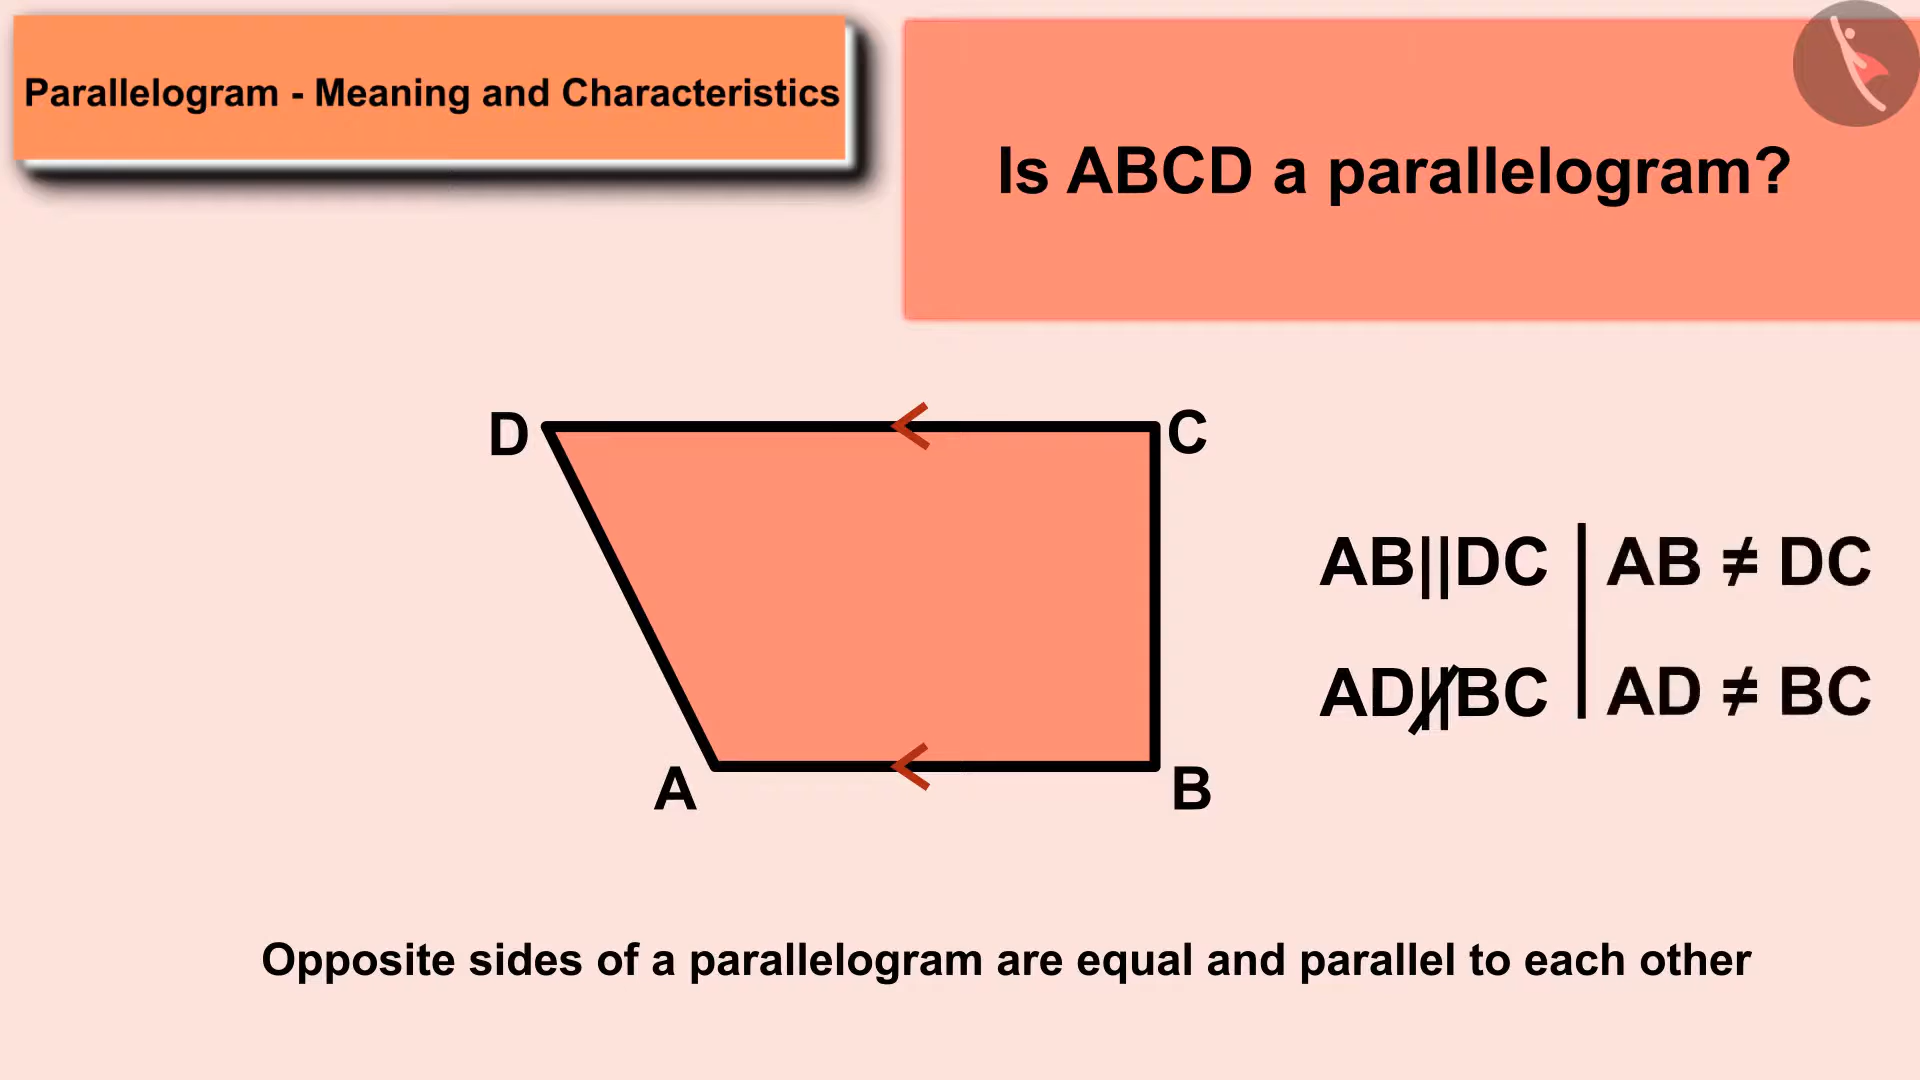 Parallelogram - Meaning and Characteristics
Is ABCD a parallelogram?
D
C
AB||DC | AB ≠ DC
AD∦BC | AD ≠ BC
A
B
Opposite sides of a parallelogram are equal and parallel to each other